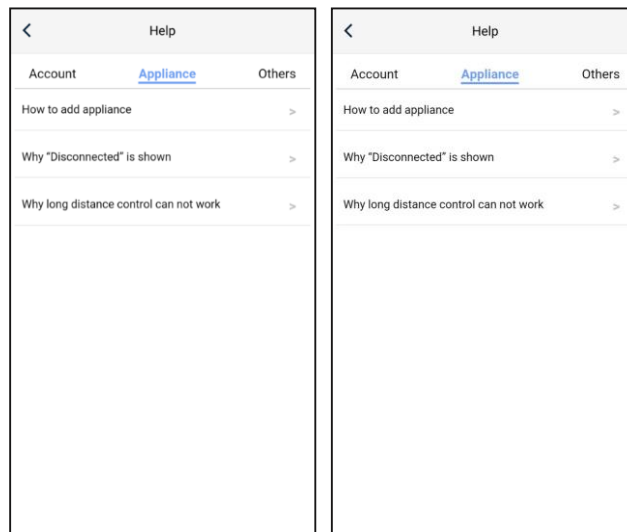 Help
Account Appliance Others
How to add appliance >
Why “Disconnected” is shown >
Why long distance control can not work >
Help
Account Appliance Others
How to add appliance >
Why “Disconnected” is shown >
Why long distance control can not work >